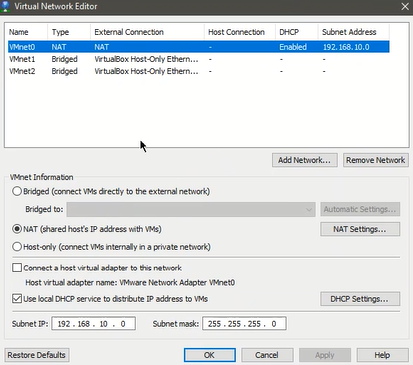 Virtual Network Editor
Name Type External Connection Host Connection DHCP Subnet Address
VMnet0 NAT NAT - Enabled 192.168.10.0
VMnet1 Bridged VirtualBox Host-Only Ethern... - - -
VMnet2 Bridged VirtualBox Host-Only Ethern... - - -
Add Network... Remove Network
VMnet Information
Bridged (connect VMs directly to the external network)
Bridged to: Automatic Settings...
NAT (shared host's IP address with VMs) NAT Settings...
Host-only (connect VMs internally in a private network)
Connect a host virtual adapter to this network
Host virtual adapter name: VMware Network Adapter VMnet0
Use local DHCP service to distribute IP address to VMs DHCP Settings...
Subnet IP: 192 . 168 . 10 . 0 Subnet mask: 255 . 255 . 255 . 0
Restore Defaults OK Cancel Apply Help